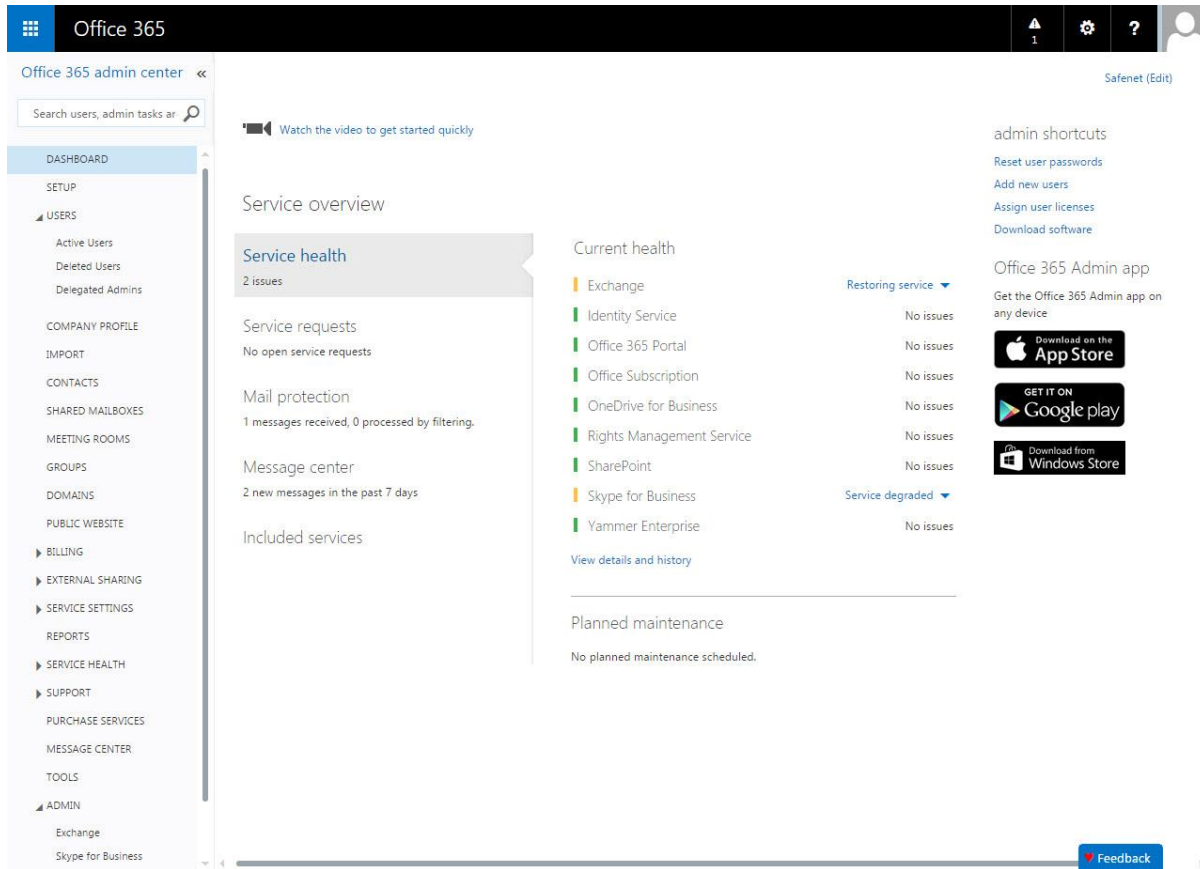 Office 365
1
?
Office 365 admin center «
Search users, admin tasks ar
DASHBOARD
SETUP
USERS
Active Users
Deleted Users
Delegated Admins
COMPANY PROFILE
IMPORT
CONTACTS
SHARED MAILBOXES
MEETING ROOMS
GROUPS
DOMAINS
PUBLIC WEBSITE
BILLING
EXTERNAL SHARING
SERVICE SETTINGS
REPORTS
SERVICE HEALTH
SUPPORT
PURCHASE SERVICES
MESSAGE CENTER
TOOLS
ADMIN
Exchange
Skype for Business
Safenet (Edit)
Watch the video to get started quickly
Service overview
Service health
2 issues
Service requests
No open service requests
Mail protection
1 messages received, 0 processed by filtering.
Message center
2 new messages in the past 7 days
Included services
Current health
Exchange Restoring service
Identity Service No issues
Office 365 Portal No issues
Office Subscription No issues
OneDrive for Business No issues
Rights Management Service No issues
SharePoint No issues
Skype for Business Service degraded
Yammer Enterprise No issues
View details and history
Planned maintenance
No planned maintenance scheduled.
admin shortcuts
Reset user passwords
Add new users
Assign user licenses
Download software
Office 365 Admin app
Get the Office 365 Admin app on
any device
Download on the
App Store
GET IT ON
Google play
Download from
Windows Store
Feedback